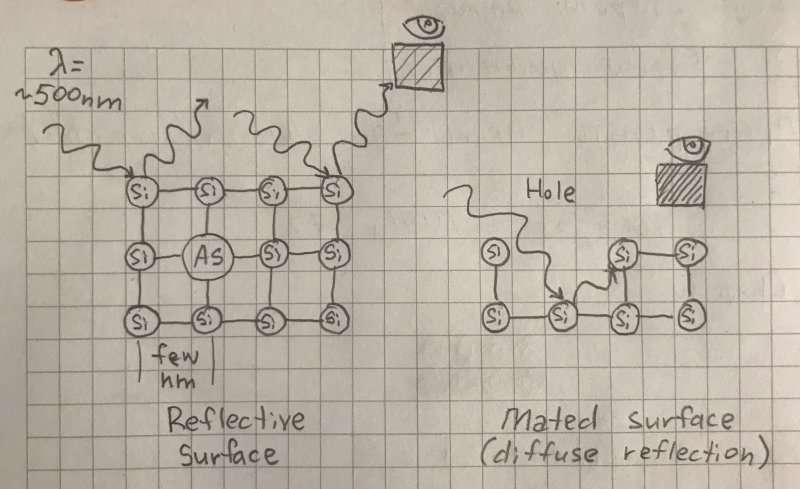 λ=
~500nm
Si Si Si Si
Si AS Si Si
Si Si Si Si
few
nm
Reflective
Surface
Hole
Si Si Si
Si Si Si Si
Mated surface
(diffuse reflection)